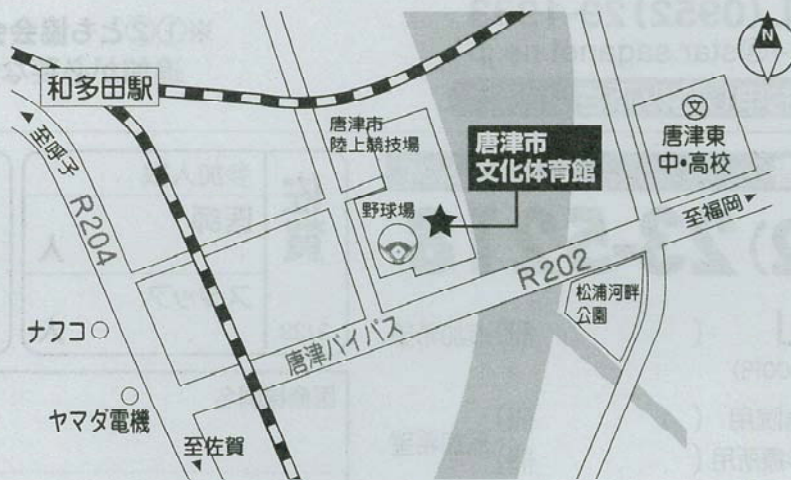 N
和多田駅
至呼子
R204
唐津市
陸上競技場
唐津市
文化体育館
文
唐津東
中・高校
野球場
至福岡
R202
松浦河畔
公園
唐津バイパス
ナフコ
ヤマダ電機
至佐賀